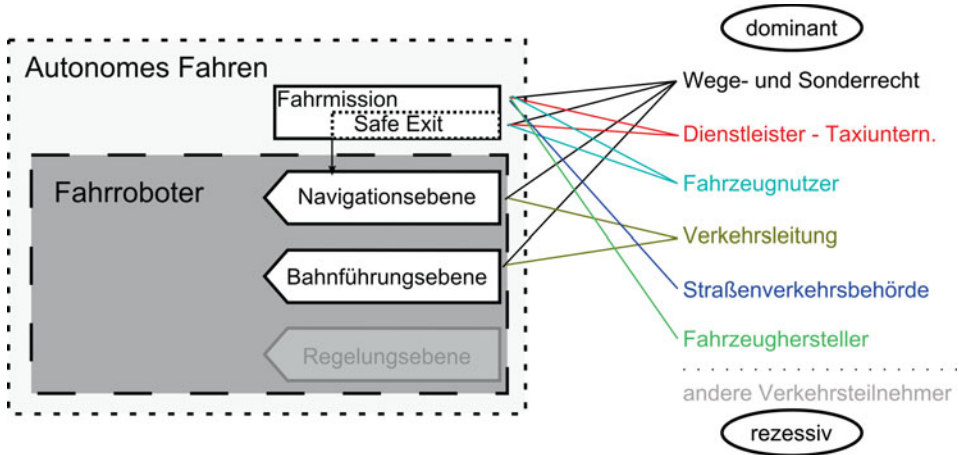 dominant
Autonomes Fahren
Fahrmission
Safe Exit
Fahrroboter
Navigationsebene
Bahnführungsebene
Regelungsebene
Wege- und Sonderrecht
Dienstleister - Taxiuntern.
Fahrzeugnutzer
Verkehrsleitung
Straßenverkehrsbehörde
Fahrzeughersteller
andere Verkehrsteilnehmer
rezessiv